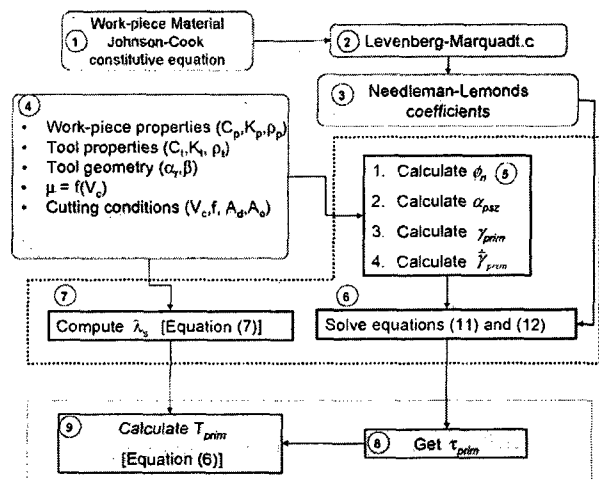 Work-piece Material
Johnson-Cook
constitutive equation
1
2
Levenberg-Marquadt.c
3
Needleman-Lemonds
coefficients
4
• Work-piece properties (Cp,Kp,ρp)
• Tool properties (Ct,Kt, ρt)
• Tool geometry (αr,β)
• μ = f(Vc)
• Cutting conditions (Vc,f, Ad,Ao)
1. Calculate ϕn 5
2. Calculate αpsz
3. Calculate γprim
4. Calculate γ̇prim
7
Compute λs [Equation (7)]
6
Solve equations (11) and (12)
9
Calculate Tprim
[Equation (6)]
8
Get τprim